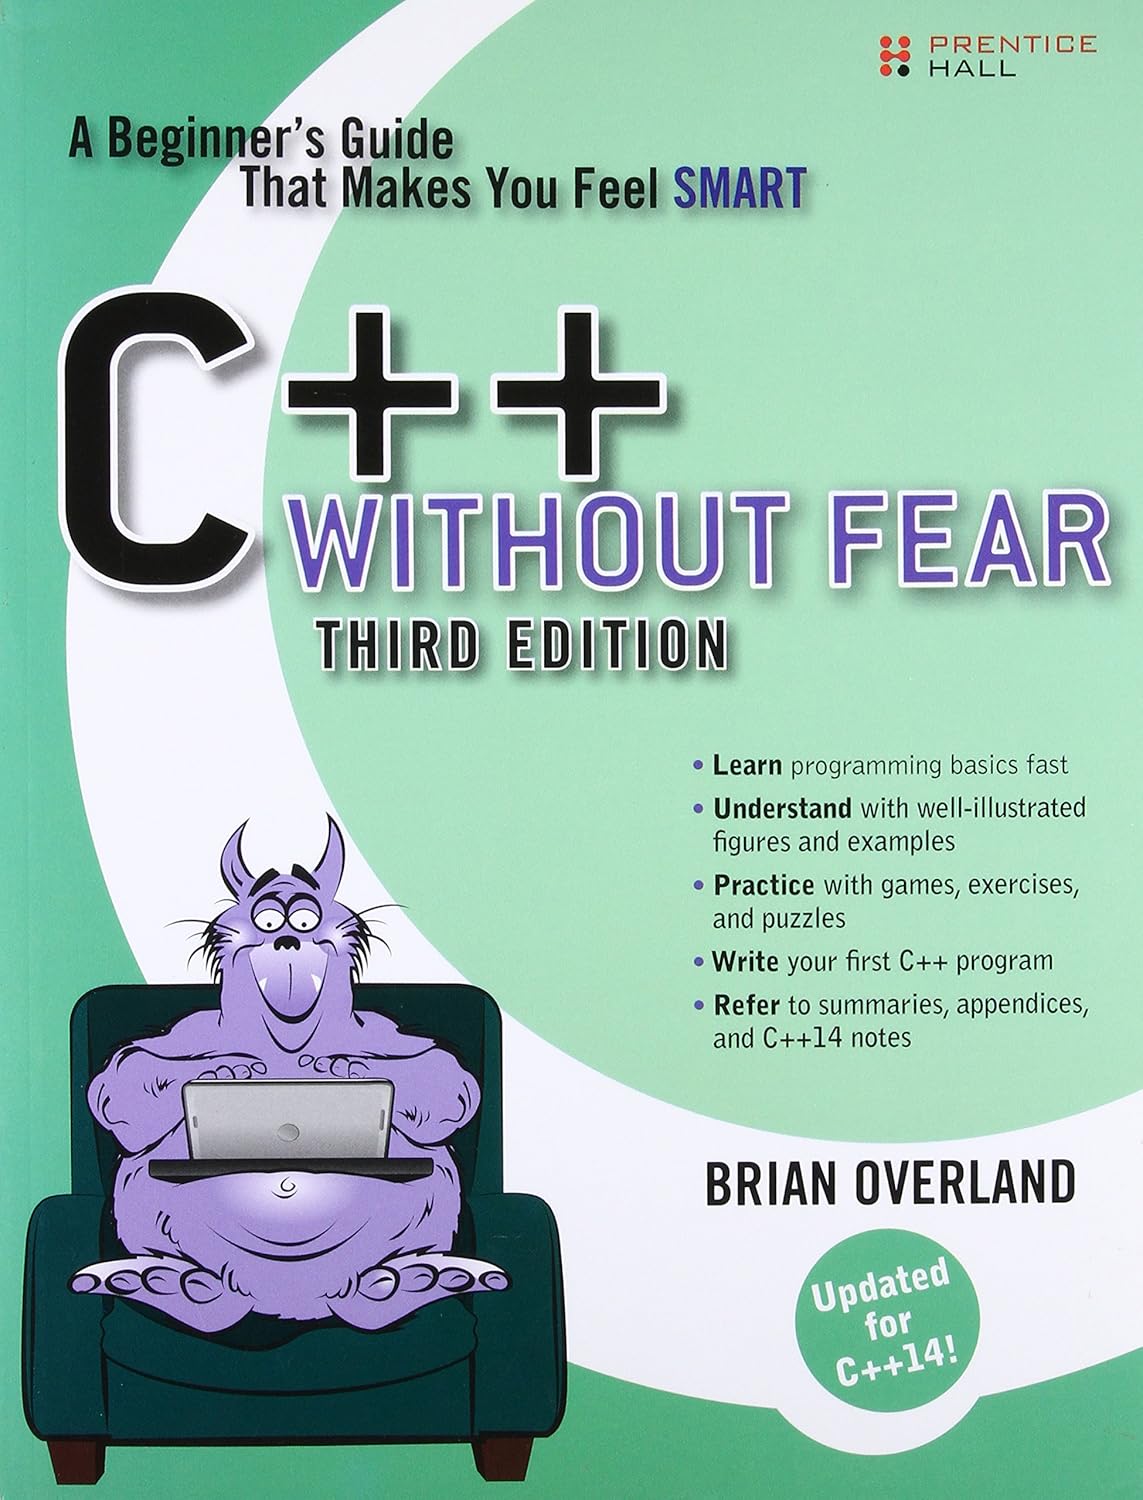 PRENTICE
HALL
A Beginner's Guide
That Makes You Feel SMART
C++
WITHOUT FEAR
THIRD EDITION
• Learn programming basics fast
• Understand with well-illustrated
figures and examples
• Practice with games, exercises,
and puzzles
• Write your first C++ program
• Refer to summaries, appendices,
and C++14 notes
BRIAN OVERLAND
Updated
for
C++14!